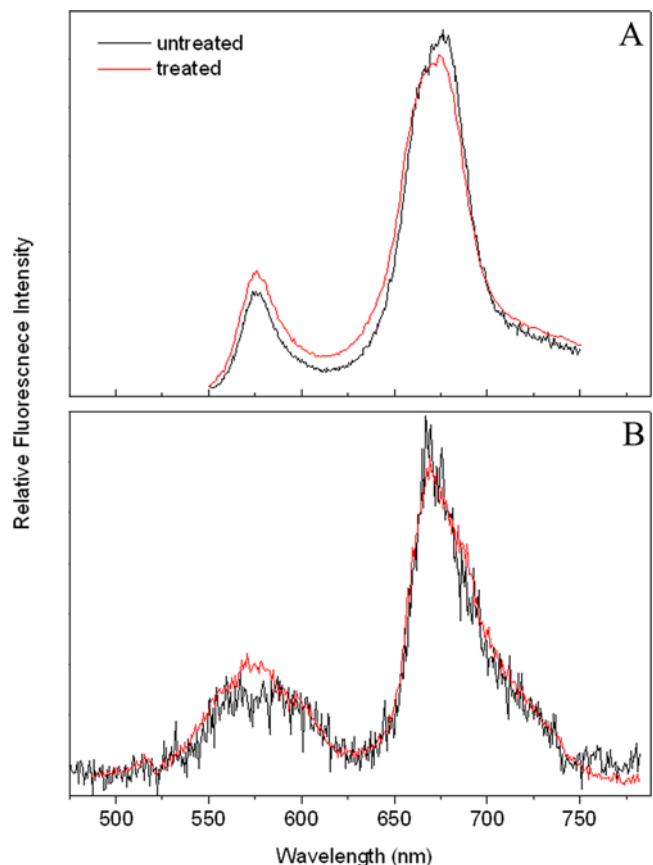 A
untreated
treated
B
Relative Fluorescnece Intensity
500 550 600 650 700 750
Wavelength (nm)